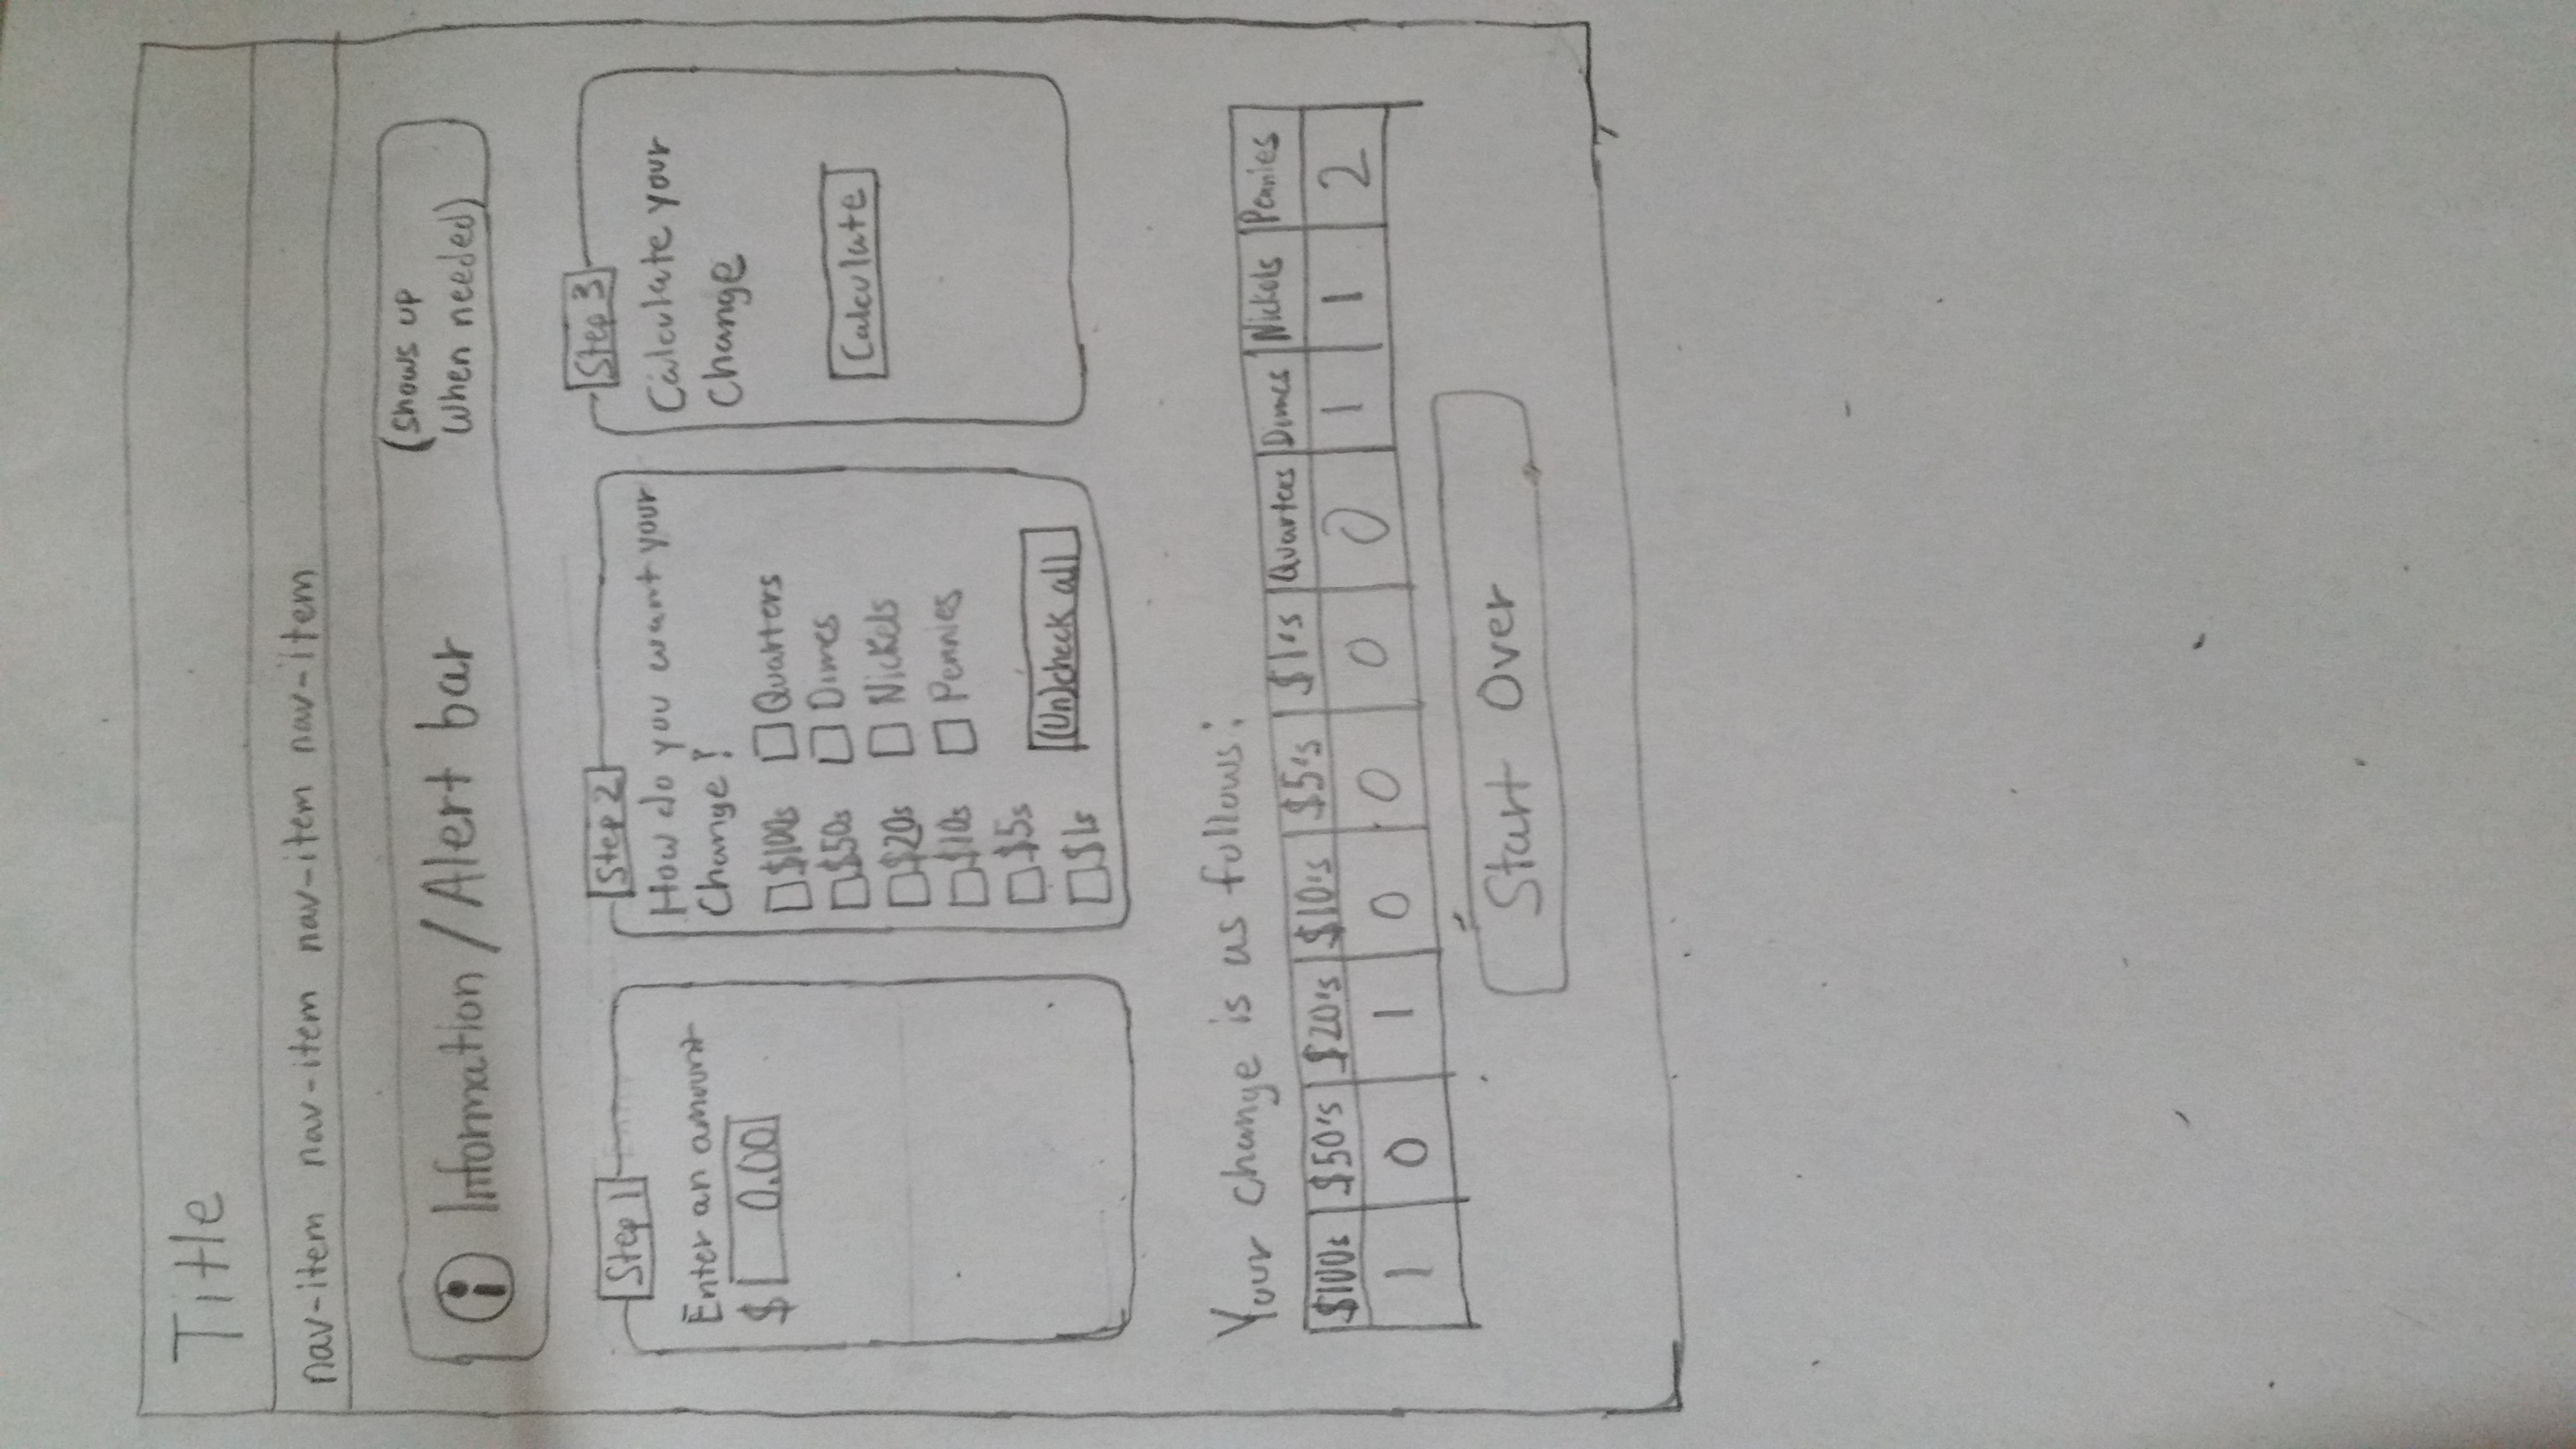 Title
nav-item nav-item nav-item nav-item
i Information / Alert bar
(shows up
when needed)
Step 1
Enter an amount
$ 0.00
Step 2
How do you want your
Change?
$100s Quarters
$50s Dimes
$20s Nickels
$10s Pennies
$5s
$1s
(Un)check all
Step 3
Calculate your
Change
Calculate
Your change is as follows:
$100s $50's $20's $10's $5's $1's Quarters Dimes Nickels Pennies
1 0 1 0 0 0 0 1 1 2
Start Over